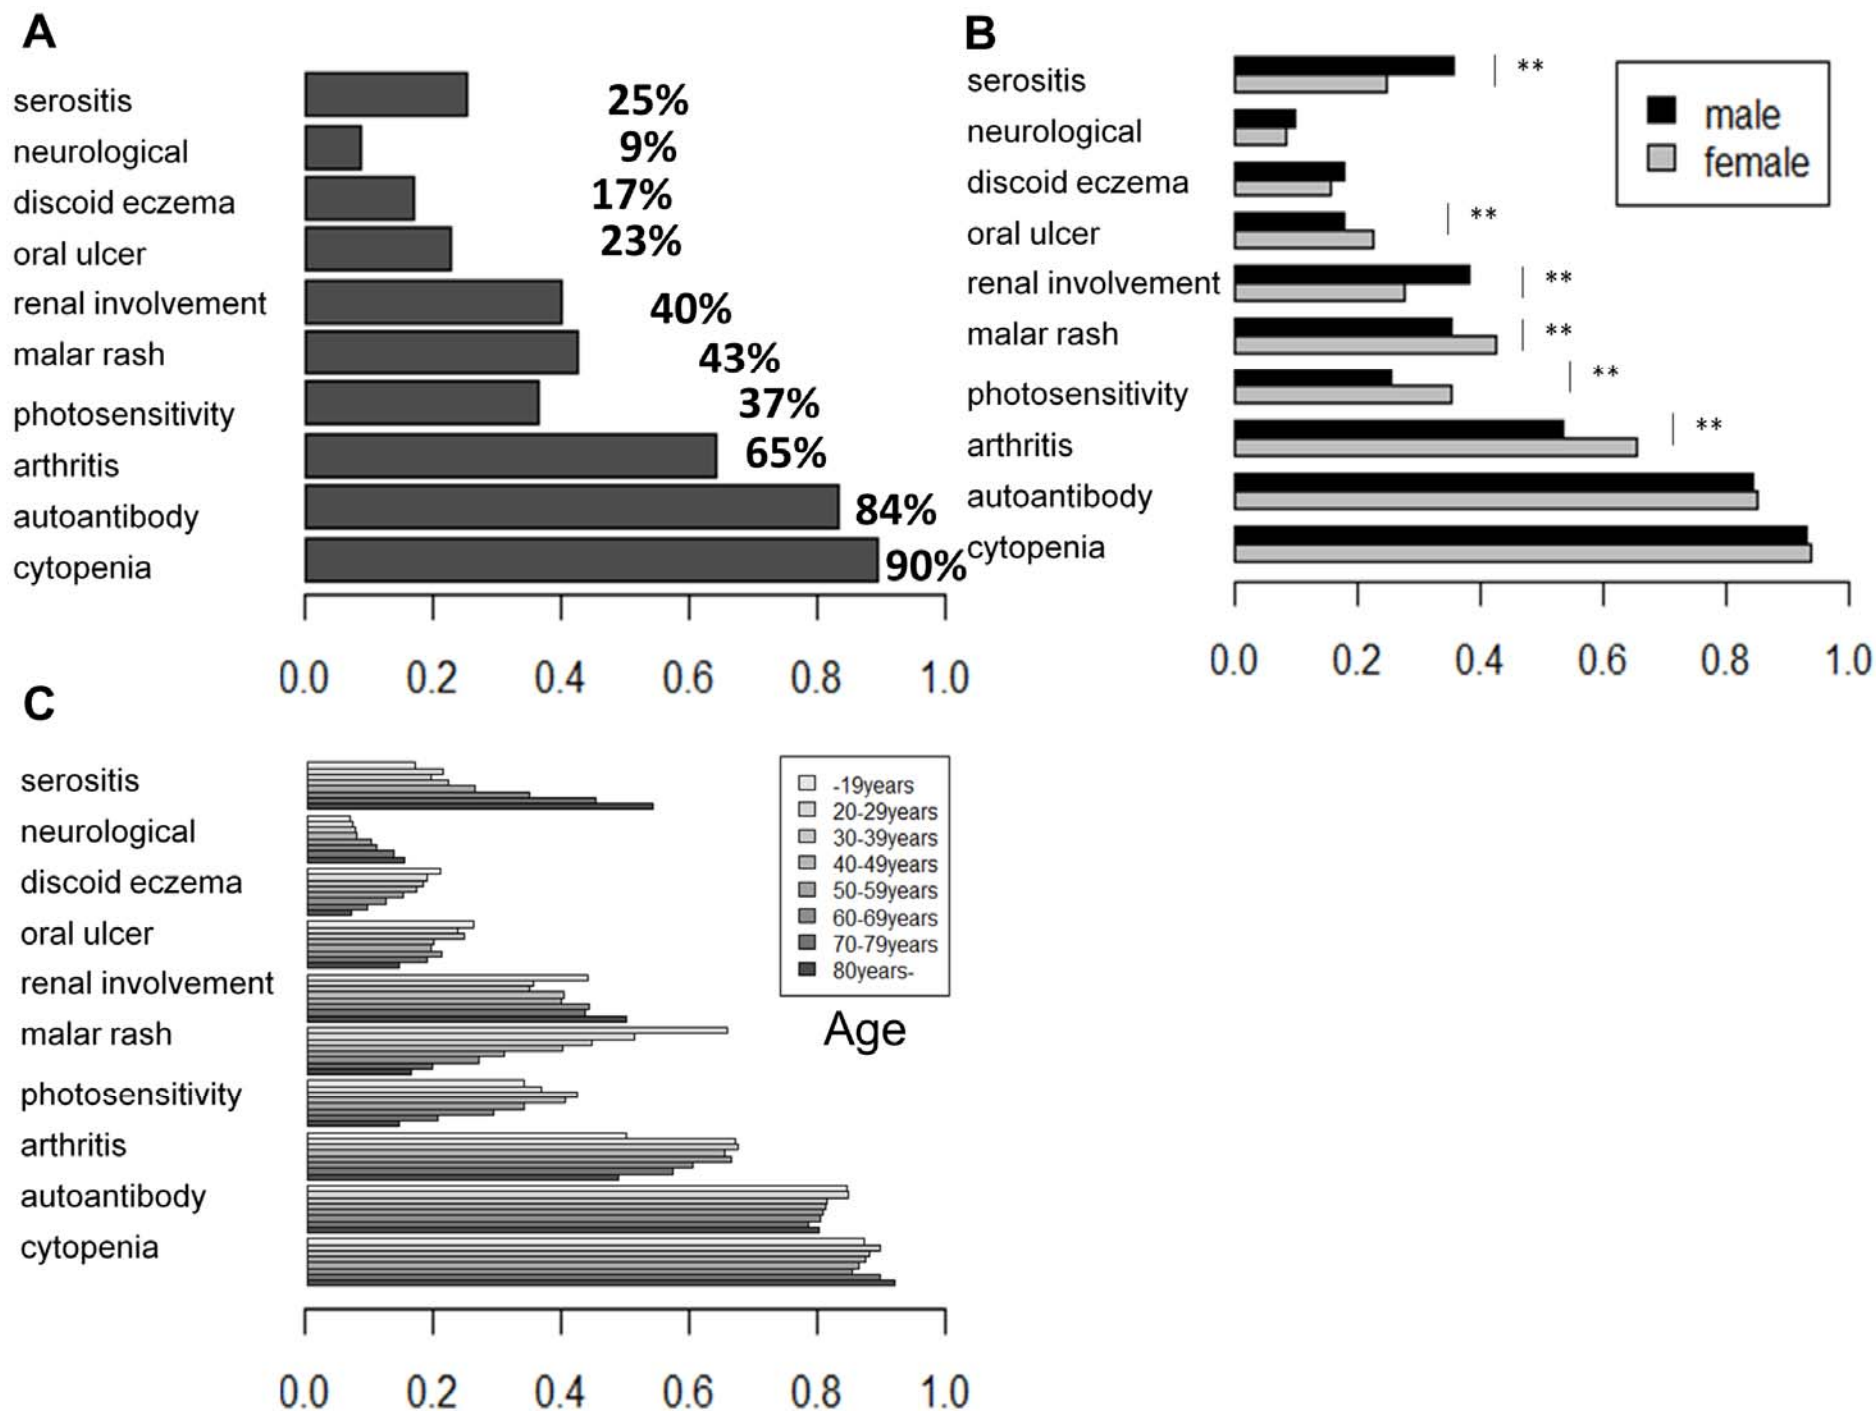 A
serositis 25%
neurological 9%
discoid eczema 17%
oral ulcer 23%
renal involvement 40%
malar rash 43%
photosensitivity 37%
arthritis 65%
autoantibody 84%
cytopenia 90%
0.0 0.2 0.4 0.6 0.8 1.0
B
serositis **
neurological
discoid eczema
oral ulcer **
renal involvement **
malar rash **
photosensitivity **
arthritis **
autoantibody
cytopenia
0.0 0.2 0.4 0.6 0.8 1.0
male
female
C
serositis
neurological
discoid eczema
oral ulcer
renal involvement
malar rash
photosensitivity
arthritis
autoantibody
cytopenia
0.0 0.2 0.4 0.6 0.8 1.0
-19years
20-29years
30-39years
40-49years
50-59years
60-69years
70-79years
80years-
Age